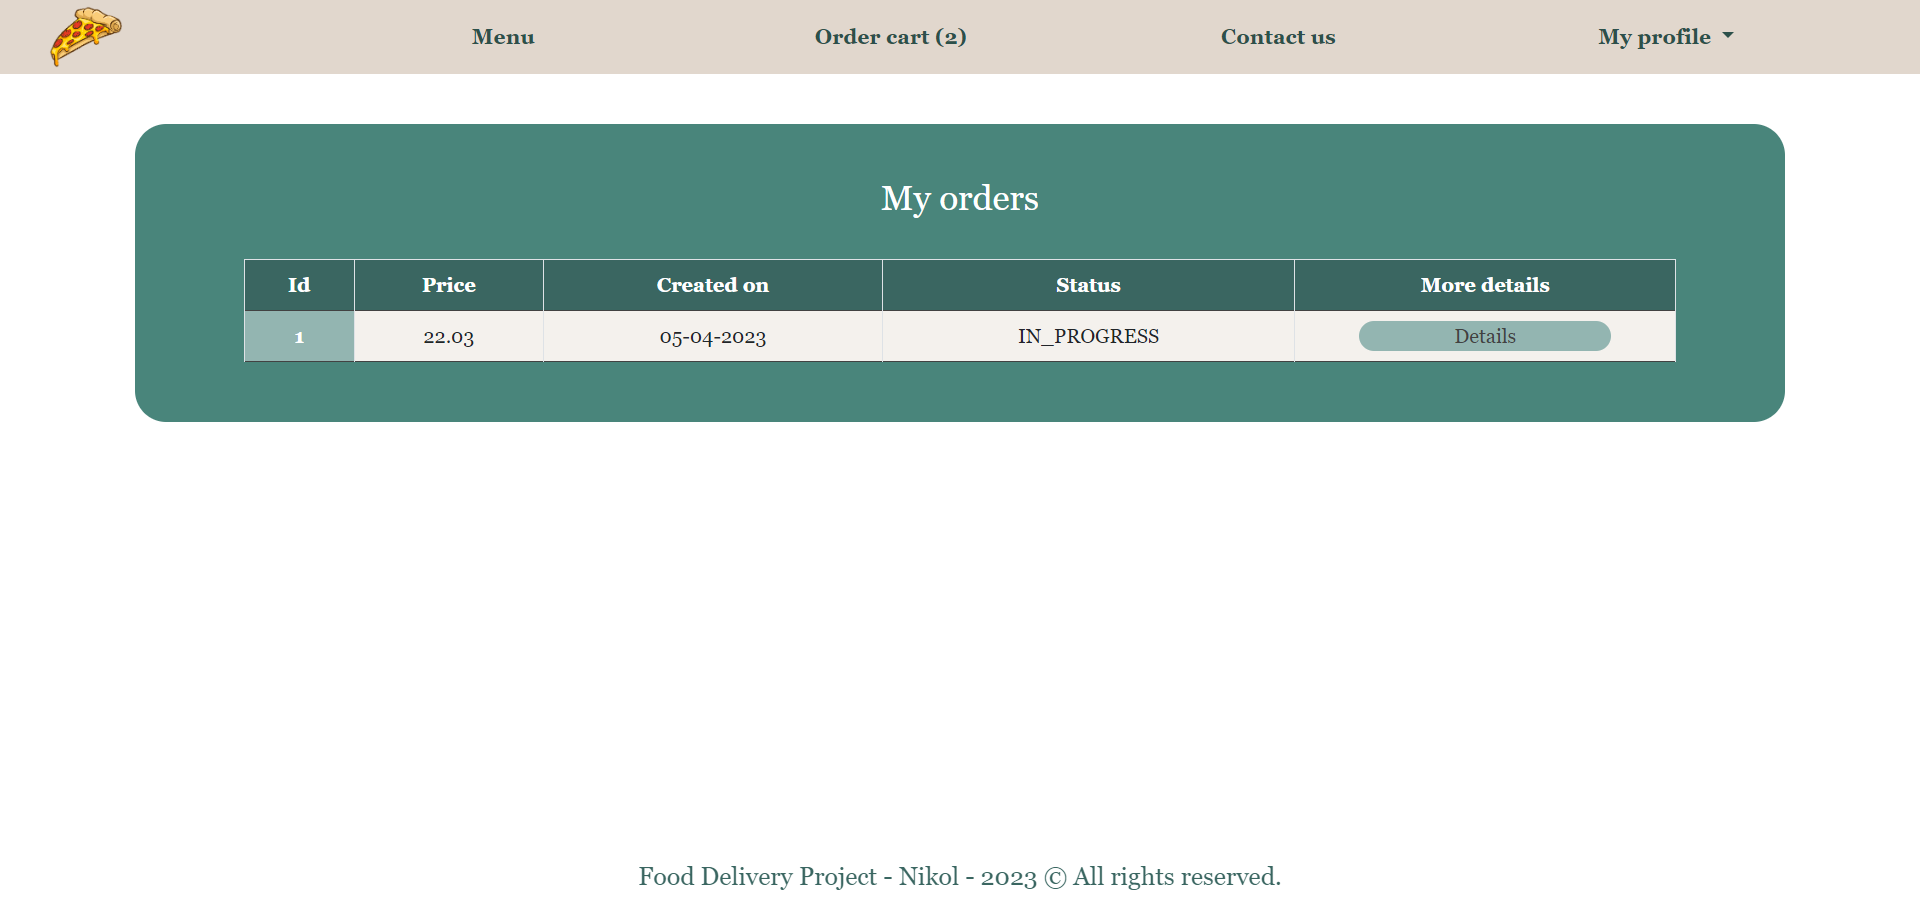 Menu Order cart (2) Contact us My profile
My orders
Id Price Created on Status More details
1 22.03 05-04-2023 IN_PROGRESS Details
Food Delivery Project - Nikol - 2023 © All rights reserved.